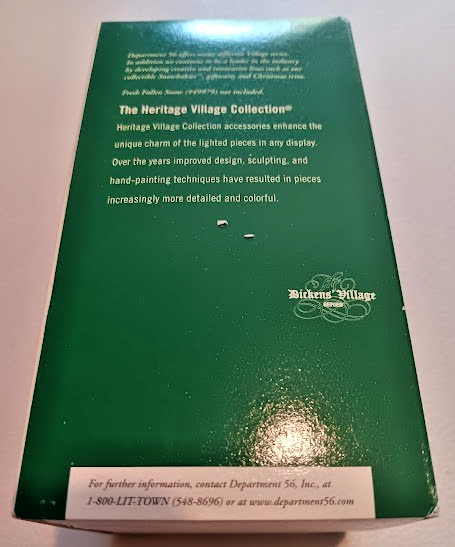 Department 56 offers many different Village series.
In addition we continue to be a leader in the industry
by developing creative and innovative lines such as our
collectible Snowbabies™, giftware, and Christmas trim.
Fresh Fallen Snow (#49979) not included.
The Heritage Village Collection®
Heritage Village Collection accessories enhance the
unique charm of the lighted pieces in any display.
Over the years improved design, sculpting, and
hand-painting techniques have resulted in pieces
increasingly more detailed and colorful.
The
Dickens' Village
SERIES
For further information, contact Department 56, Inc., at
1-800-LIT-TOWN (548-8696) or at www.department56.com